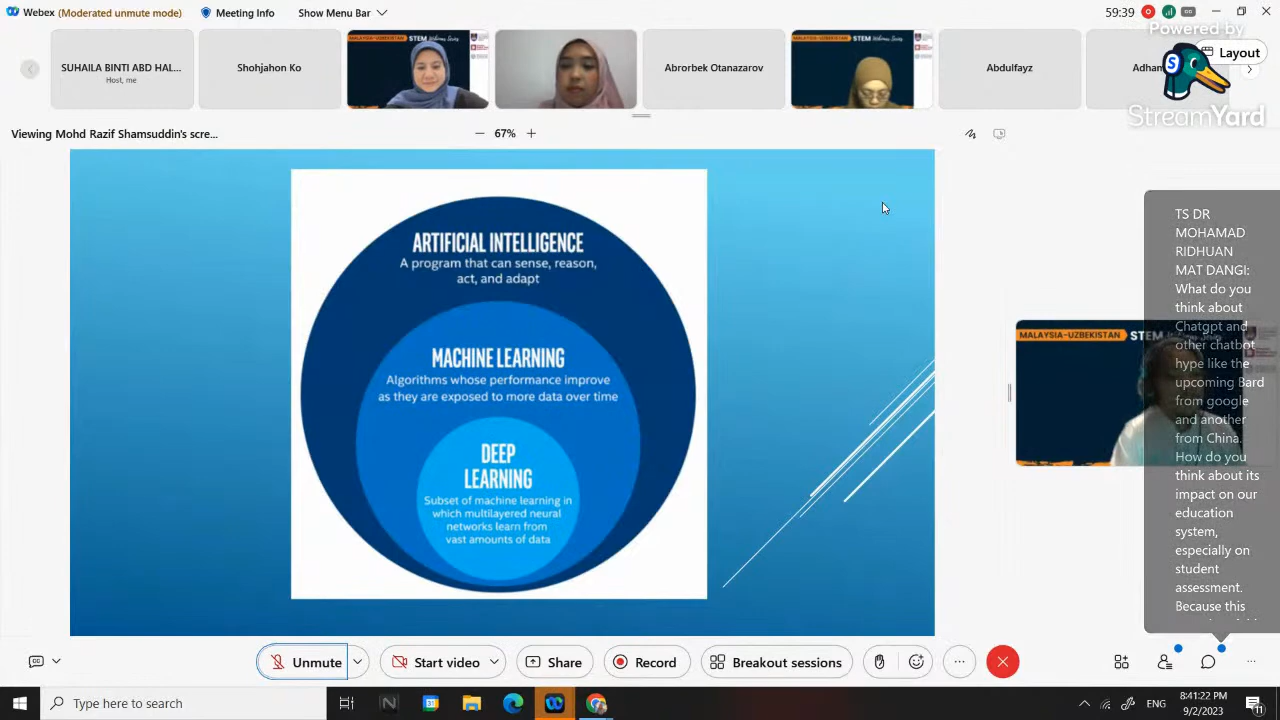 Webex (Moderated unmute mode) Meeting Info Show Menu Bar 59:39
Powered by
Layout
StreamYard
SUHAILA BINTI ABD HAL...
Host, me
Shohjahon Ko
MALAYSIA-UZBEKISTAN STEM
Abrorbek Otanazarov
MALAYSIA-UZBEKISTAN STEM
Abdulfayz
Adham
Viewing Mohd Razif Shamsuddin's scre...
67%
ARTIFICIAL INTELLIGENCE
A program that can sense, reason,
act, and adapt
MACHINE LEARNING
Algorithms whose performance improve
as they are exposed to more data over time
DEEP
LEARNING
Subset of machine learning in
which multilayered neural
networks learn from
vast amounts of data
MALAYSIA-UZBEKISTAN STEM
TS DR
MOHAMAD
RIDHUAN
MAT DANGI:
What do you
think about
Chatgpt and
other chatbot
hype like the
upcoming Bard
from google
and another
from China.
How do you
think about its
impact on our
education
system,
especially on
student
assessment.
Because this
Unmute
Start video
Share
Record
Breakout sessions
Type here to search
ENG
8:41:22 PM
9/2/2023